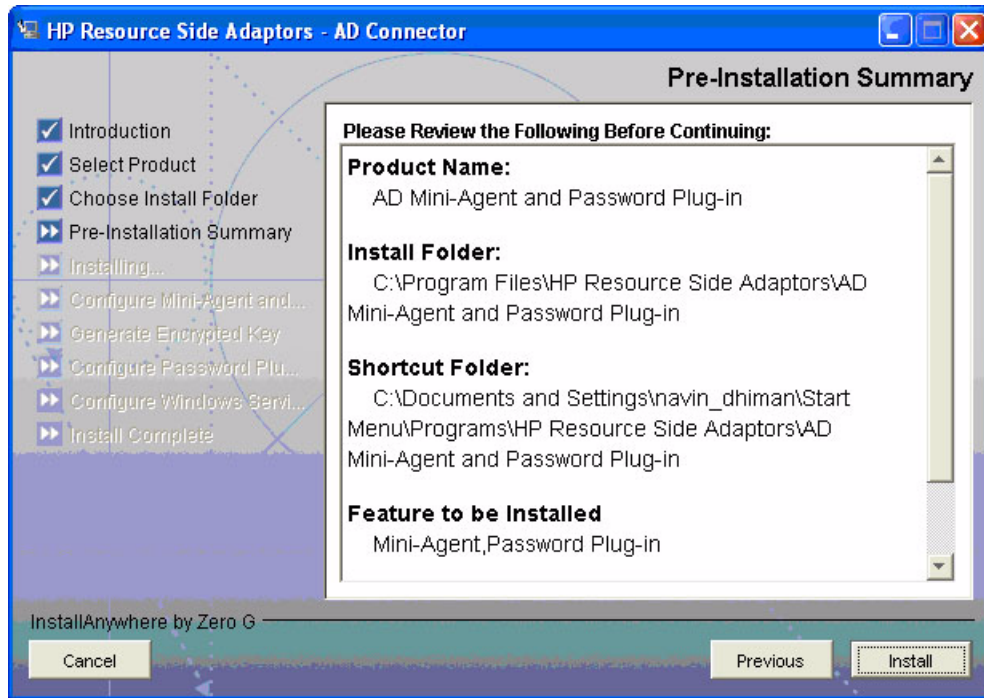 HP Resource Side Adaptors - AD Connector
Pre-Installation Summary
Introduction
Select Product
Choose Install Folder
Pre-Installation Summary
Installing...
Configure Mini-Agent and...
Generate Encrypted Key
Configure Password Plu...
Configure Windows Servi...
Install Complete
Please Review the Following Before Continuing:
Product Name:
AD Mini-Agent and Password Plug-in
Install Folder:
C:\Program Files\HP Resource Side Adaptors\AD
Mini-Agent and Password Plug-in
Shortcut Folder:
C:\Documents and Settings\navin_dhiman\Start
Menu\Programs\HP Resource Side Adaptors\AD
Mini-Agent and Password Plug-in
Feature to be Installed
Mini-Agent,Password Plug-in
InstallAnywhere by Zero G
Cancel
Previous
Install